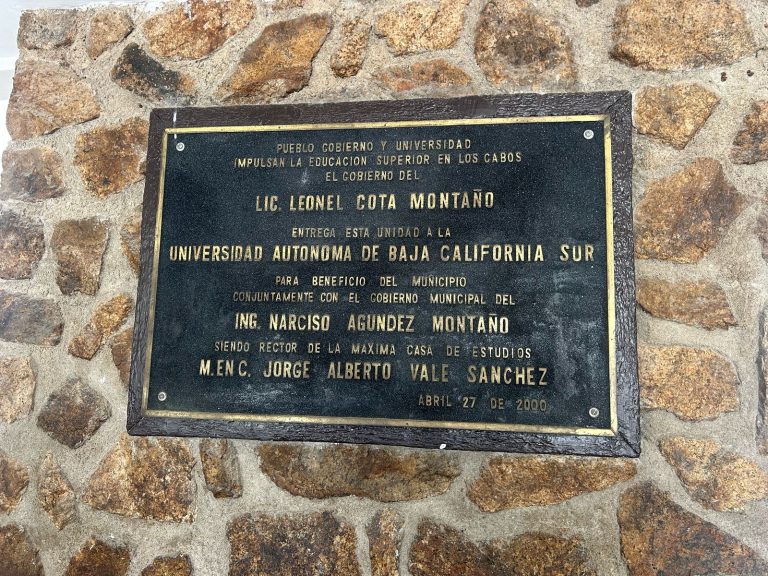 PUEBLO GOBIERNO Y UNIVERSIDAD
IMPULSAN LA EDUCACION SUPERIOR EN LOS CABOS
EL GOBIERNO DEL
LIC. LEONEL COTA MONTAÑO
ENTREGA ESTA UNIDAD A LA
UNIVERSIDAD AUTONOMA DE BAJA CALIFORNIA SUR
PARA BENEFICIO DEL MUNICIPIO
CONJUNTAMENTE CON EL GOBIERNO MUNICIPAL DEL
ING. NARCISO AGUNDEZ MONTAÑO
SIENDO RECTOR DE LA MAXIMA CASA DE ESTUDIOS
M. EN C. JORGE ALBERTO VALE SANCHEZ
ABRIL 27 DE 2000